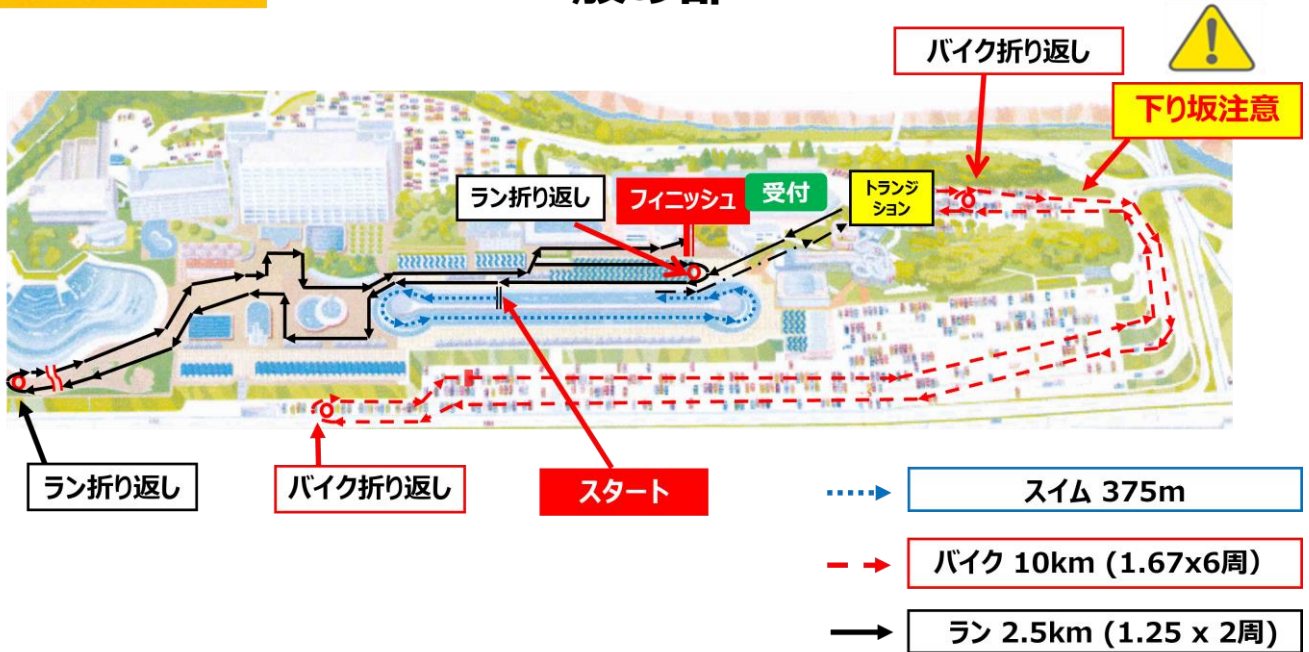 バイク折り返し
下り坂注意
ラン折り返し
フィニッシュ
受付
トランジ
ション
ラン折り返し
バイク折り返し
スタート
スイム 375m
バイク 10km (1.67x6周)
ラン 2.5km (1.25 x 2周)